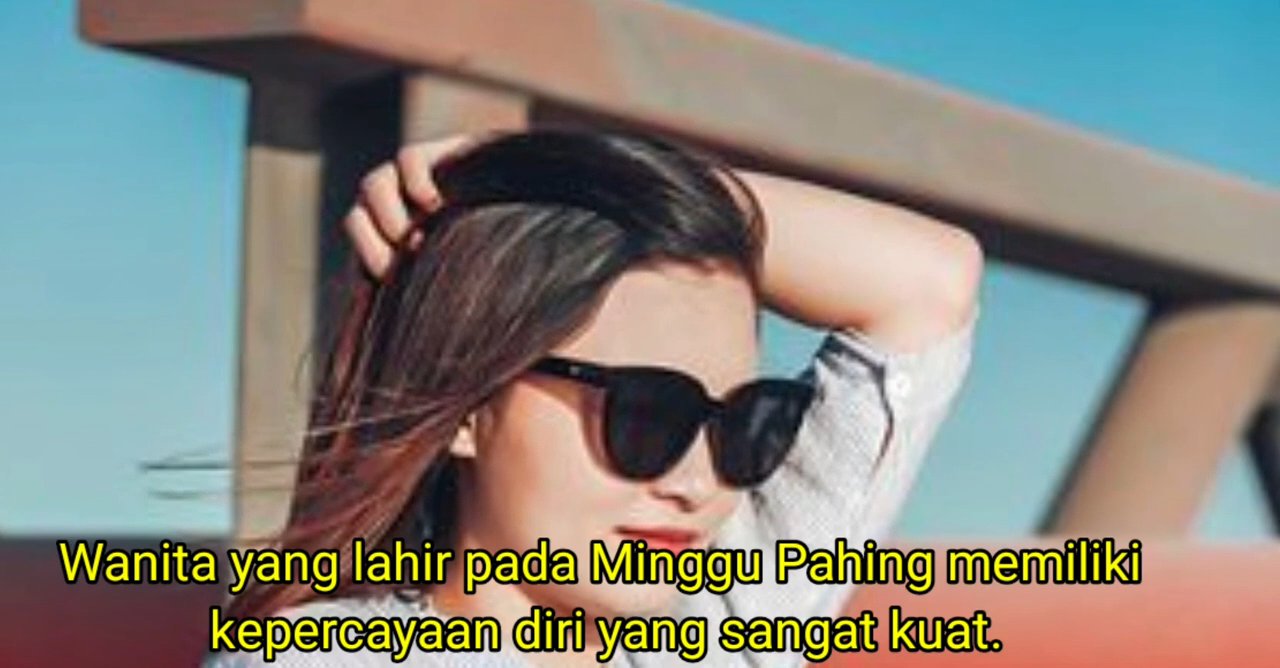 Wanita yang lahir pada Minggu Pahing memiliki
kepercayaan diri yang sangat kuat.